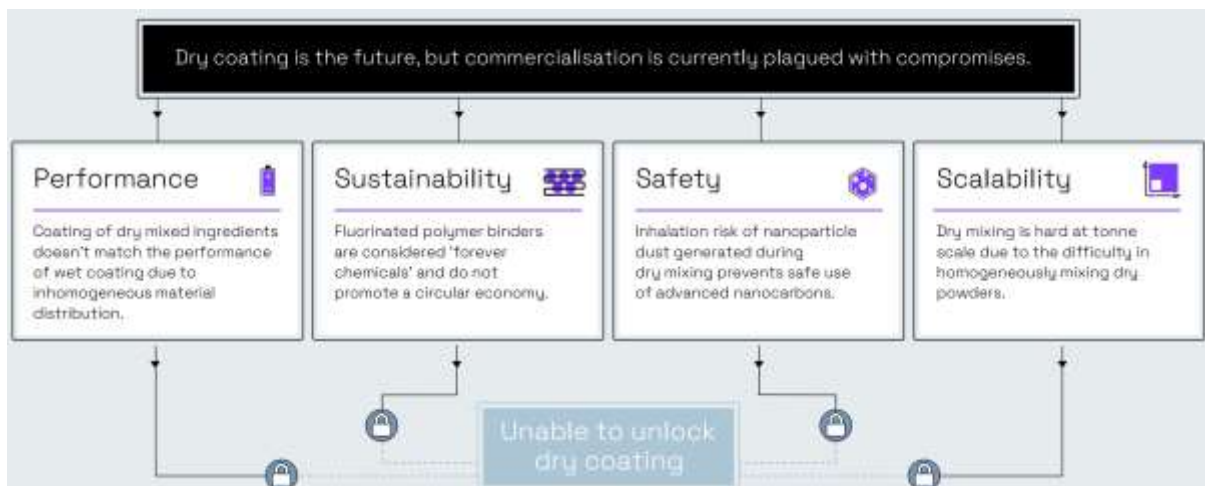 Dry coating is the future, but commercialisation is currently plagued with compromises.
Performance
Coating of dry mixed ingredients
doesn't match the performance
of wet coating due to
inhomogeneous material
distribution.
Sustainability
Fluorinated polymer binders
are considered 'forever
chemicals' and do not
promote a circular economy.
Safety
Inhalation risk of nanoparticle
dust generated during
dry mixing prevents safe use
of advanced nanocarbons.
Scalability
Dry mixing is hard at tonne
scale due to the difficulty in
homogeneously mixing dry
powders.
Unable to unlock
dry coating